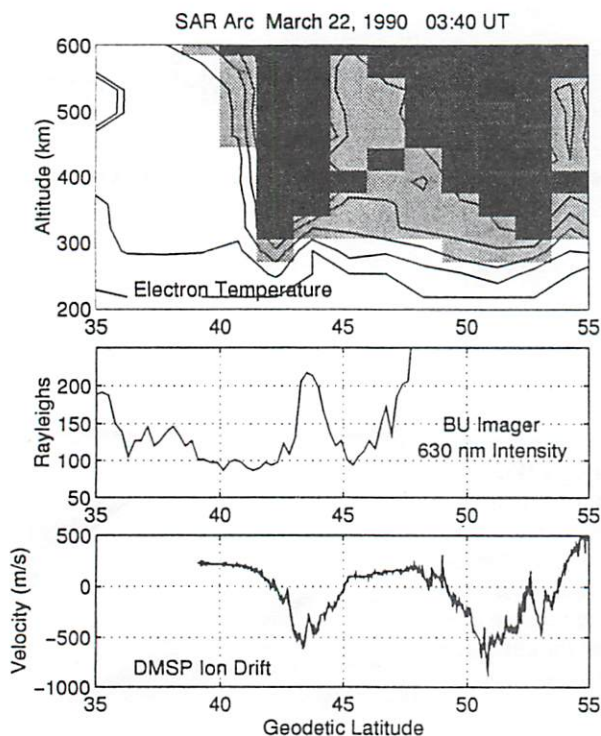 SAR Arc March 22, 1990 03:40 UT
600
500
400
300
200
Altitude (km)
Electron Temperature
35 40 45 50 55
200
150
100
50
Rayleighs
BU Imager
630 nm Intensity
35 40 45 50 55
500
0
−500
−1000
Velocity (m/s)
DMSP Ion Drift
35 40 45 50 55
Geodetic Latitude